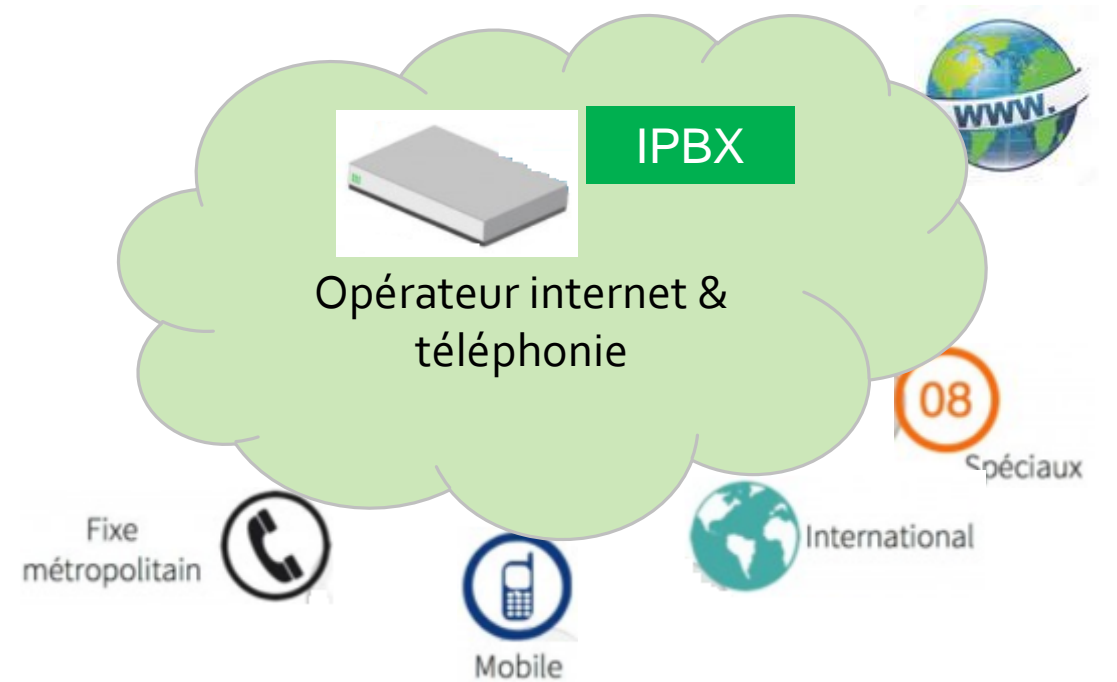 IPBX
WWW.
Opérateur internet &
téléphonie
08
Spéciaux
Fixe
métropolitain
International
Mobile